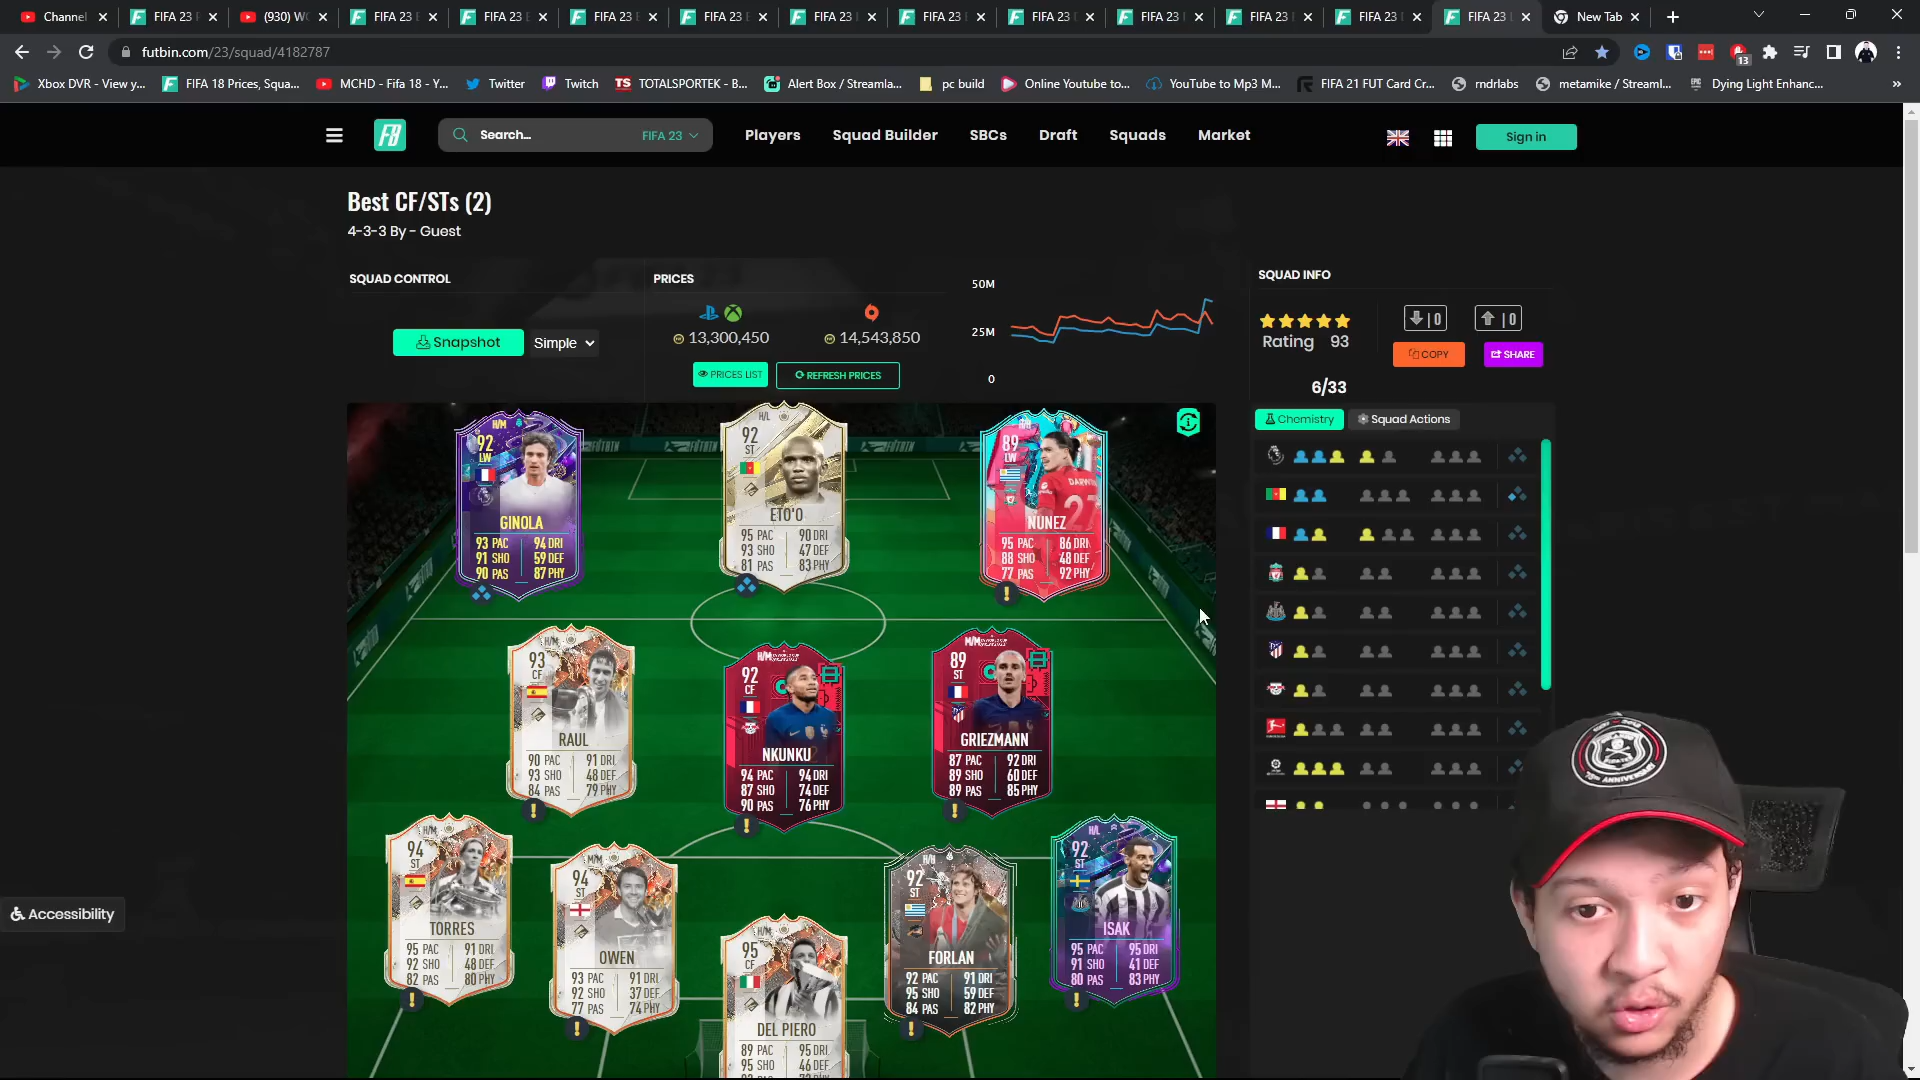 Channel
FIFA 23 P
(930) WO
FIFA 23 E
FIFA 23 E
FIFA 23 E
FIFA 23 E
FIFA 23
FIFA 23 E
FIFA 23
FIFA 23
FIFA 23
FIFA 23
FIFA 23
New Tab
futbin.com/23/squad/4182787
13
Xbox DVR - View y...
FIFA 18 Prices, Squa...
MCHD - Fifa 18 - Y...
Twitter
Twitch
TOTALSPORTEK - B...
Alert Box / Streamla...
pc build
Online Youtube to...
YouTube to Mp3 M...
FIFA 21 FUT Card Cr...
rndrlabs
metamike / Streaml...
Dying Light Enhanc...
FB
Search...
FIFA 23
Players
Squad Builder
SBCs
Draft
Squads
Market
Sign in
Best CF/STs (2)
4-3-3 By - Guest
SQUAD CONTROL
Snapshot
Simple
PRICES
13,300,450
14,543,850
PRICES LIST
REFRESH PRICES
50M
25M
0
SQUAD INFO
Rating 93
| 0
| 0
COPY
SHARE
6/33
Chemistry
Squad Actions
H/M
92
LW
GINOLA
93 PAC 94 DRI
91 SHO 59 DEF
90 PAS 87 PHY
H/L
92
ST
ETO'O
95 PAC 90 DRI
93 SHO 47 DEF
81 PAS 83 PHY
89
LW
DARWIN
27
NUNEZ
95 PAC 86 DRI
88 SHO 48 DEF
77 PAS 92 PHY
H/M
93
CF
RAUL
90 PAC 91 DRI
93 SHO 48 DEF
84 PAS 79 PHY
H/M
92
CF
NKUNKU
94 PAC 94 DRI
87 SHO 74 DEF
90 PAS 76 PHY
M/M
89
ST
GRIEZMANN
87 PAC 92 DRI
89 SHO 60 DEF
89 PAS 85 PHY
H/M
94
ST
TORRES
95 PAC 91 DRI
92 SHO 48 DEF
82 PAS 80 PHY
M/M
94
ST
OWEN
93 PAC 91 DRI
92 SHO 37 DEF
77 PAS 74 PHY
H/M
95
CF
DEL PIERO
89 PAC 95 DRI
95 SHO 46 DEF
H/H
92
ST
FORLAN
92 PAC 91 DRI
95 SHO 59 DEF
84 PAS 82 PHY
H/L
92
ST
ISAK
95 PAC 95 DRI
91 SHO 41 DEF
80 PAS 83 PHY
Accessibility